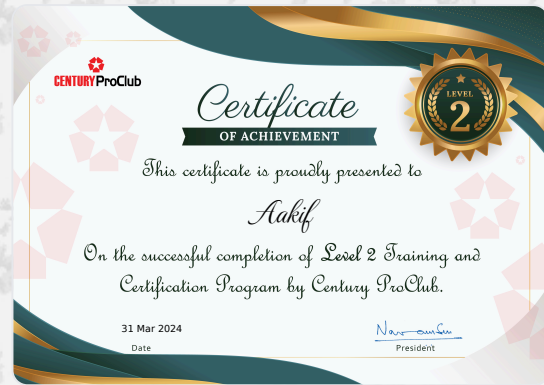 CENTURY ProClub
Certificate
OF ACHIEVEMENT
LEVEL
2
This certificate is proudly presented to
Aakif
On the successful completion of Level 2 Training and
Certification Program by Century ProClub.
31 Mar 2024
Date
President